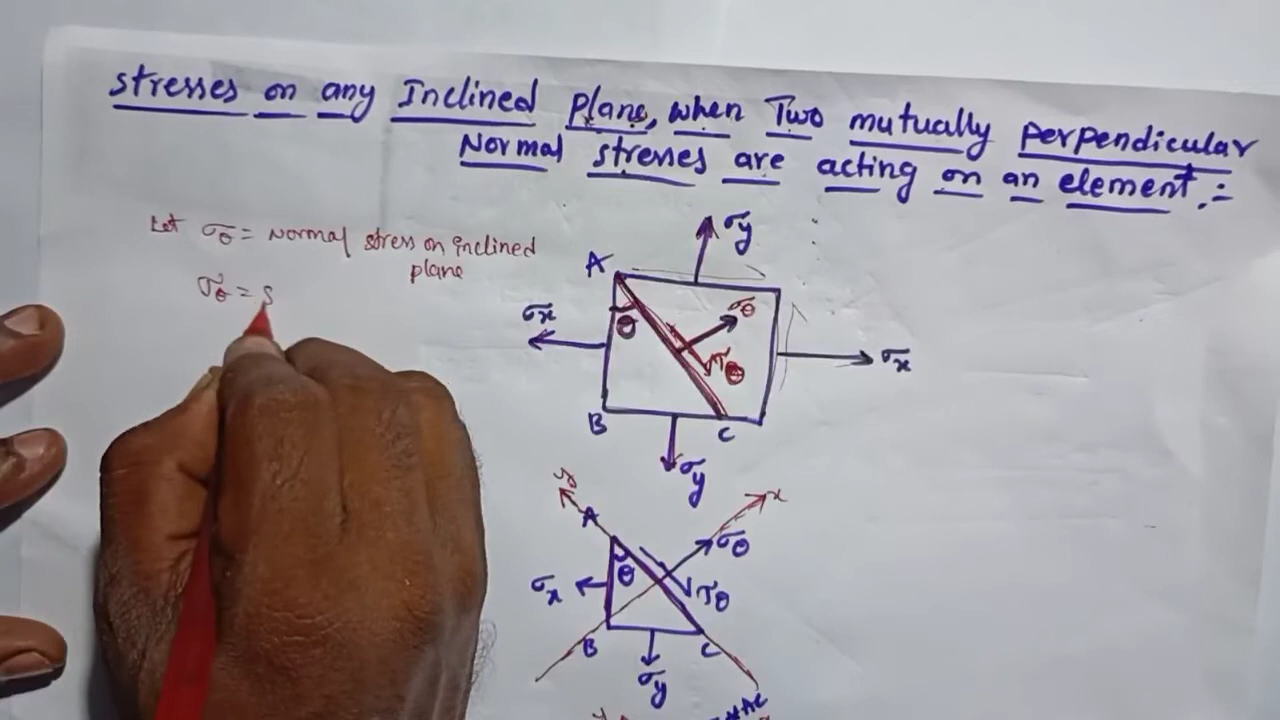 stresses on any Inclined Plane, when Two mutually perpendicular
Normal stresses are acting on an element :-
Let σθ = Normal stress on inclined
plane
τθ = s
σy
A
σx
θ
σθ
τθ
σx
B
C
σy
y
x
A
σθ
θ
σx
τθ
B
C
σy